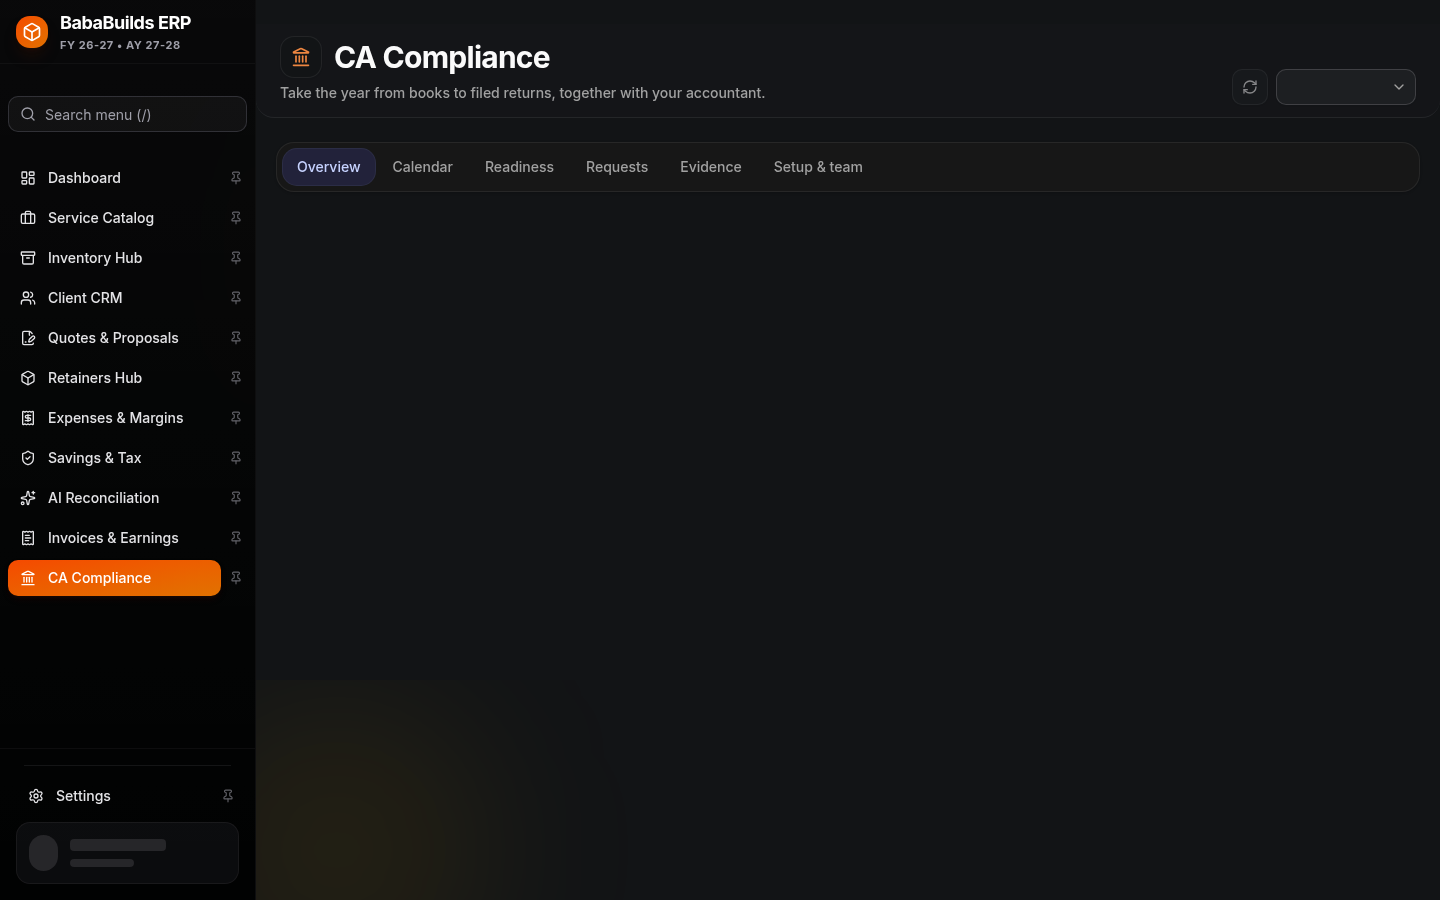 BabaBuilds ERP
FY 26-27 • AY 27-28
Search menu (/)
Dashboard
Service Catalog
Inventory Hub
Client CRM
Quotes & Proposals
Retainers Hub
Expenses & Margins
Savings & Tax
AI Reconciliation
Invoices & Earnings
CA Compliance
Settings
CA Compliance
Take the year from books to filed returns, together with your accountant.
Overview Calendar Readiness Requests Evidence Setup & team